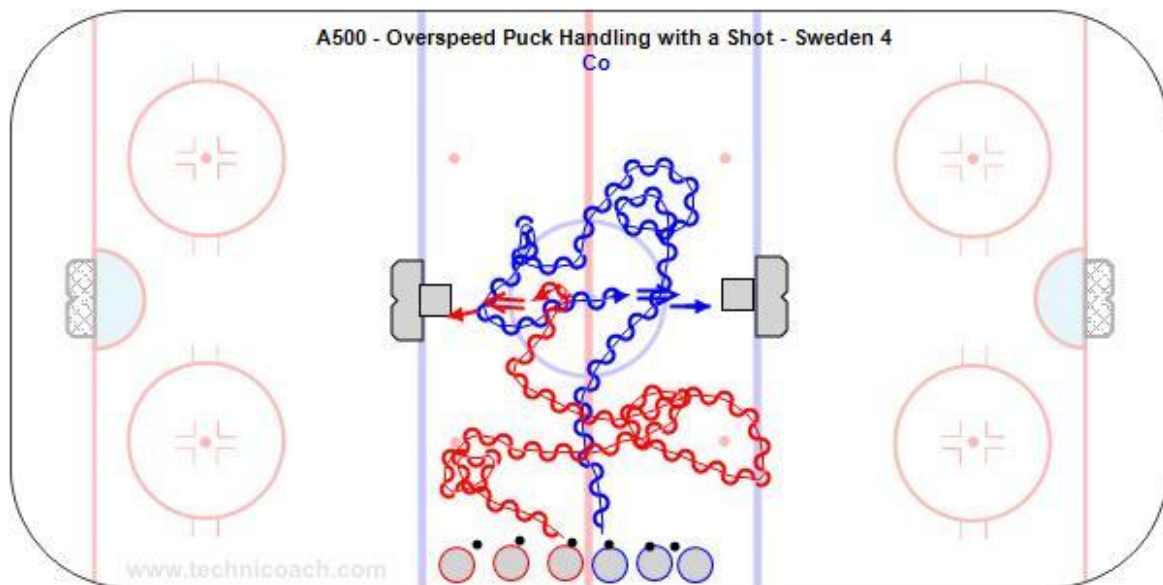 A500 - Overspeed Puck Handling with a Shot - Sweden 4
Co
www.technicoach.com